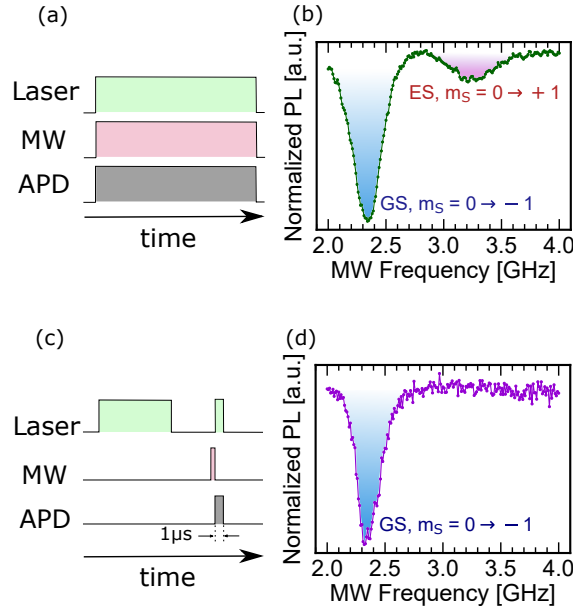 (a)
Laser
MW
APD
time
(b)
Normalized PL [a.u.]
ES, mS = 0 → + 1
GS, mS = 0 → − 1
2.0 2.5 3.0 3.5 4.0
MW Frequency [GHz]
(c)
Laser
MW
APD
1μs
time
(d)
Normalized PL [a.u.]
GS, mS = 0 → − 1
2.0 2.5 3.0 3.5 4.0
MW Frequency [GHz]